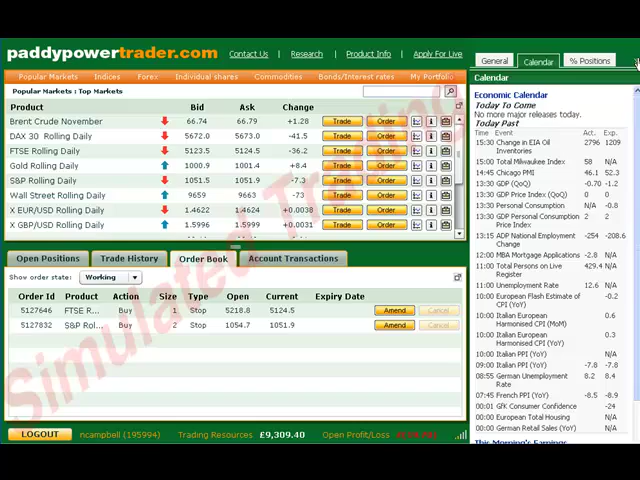 paddypowertrader.com
Contact Us Research Product Info Apply For Live
Popular Markets Indices Forex Individual shares Commodities Bonds/Interest rates My Portfolio
Popular Markets : Top Markets
Product Bid Ask Change
Brent Crude November 66.74 66.79 +1.28 Trade Order
DAX 30 Rolling Daily 5672.0 5673.0 -41.5 Trade Order
FTSE Rolling Daily 5123.5 5124.5 -36.2 Trade Order
Gold Rolling Daily 1000.9 1001.4 +8.4 Trade Order
S&P Rolling Daily 1051.5 1051.9 -7.3 Trade Order
Wall Street Rolling Daily 9659 9663 -73 Trade Order
X EUR/USD Rolling Daily 1.4622 1.4624 +0.0038 Trade Order
X GBP/USD Rolling Daily 1.5996 1.5999 +0.0031 Trade Order
Open Positions Trade History Order Book Account Transactions
Show order state: Working
Order Id Product Action Size Type Open Current Expiry Date
5127646 FTSE R... Buy 1 Stop 5218.8 5124.5 Amend Cancel
5127832 S&P Rol... Buy 2 Stop 1054.7 1051.9 Amend Cancel
Simulated Trading
LOGOUT ncampbell (195994) Trading Resources £9,309.40 Open Profit/Loss
General Calendar % Positions
Calendar
Economic Calendar
Today To Come
No more major releases today.
Today Past
Time Event Act. Exp.
15:30 Change in EIA Oil 2796 1209
Inventories
15:00 Total Milwaukee Index 58 N/A
14:45 Chicago PMI 46.1 52.3
13:30 GDP (QoQ) -0.70 -1.2
13:30 GDP Price Index (QoQ) 0 0
13:30 Personal Consumption N/A -0.8
13:30 GDP Personal Consumption 2 2
Price Index
13:15 ADP National Employment -254 -208.6
Change
12:00 MBA Mortgage Applications -2.8 N/A
11:00 Total Persons on Live 429.4 N/A
Register
11:00 Unemployment Rate 12.6 N/A
10:00 European Flash Estimate of -0.2
CPI (YoY)
10:00 Italian European 0.6
Harmonised CPI (MoM)
10:00 Italian European 0.3
Harmonised CPI (YoY)
10:00 Italian PPI (YoY) N/A
09:00 Italian PPI (YoY) -7.8 -7.8
08:55 German Unemployment 8.2 8.4
Rate
07:45 French PPI (YoY) -8.5 -8.9
00:01 GfK Consumer Confidence -24
00:00 European Total Housing N/A
00:00 German Retail Sales (YoY) N/A
This Morning's Earnings